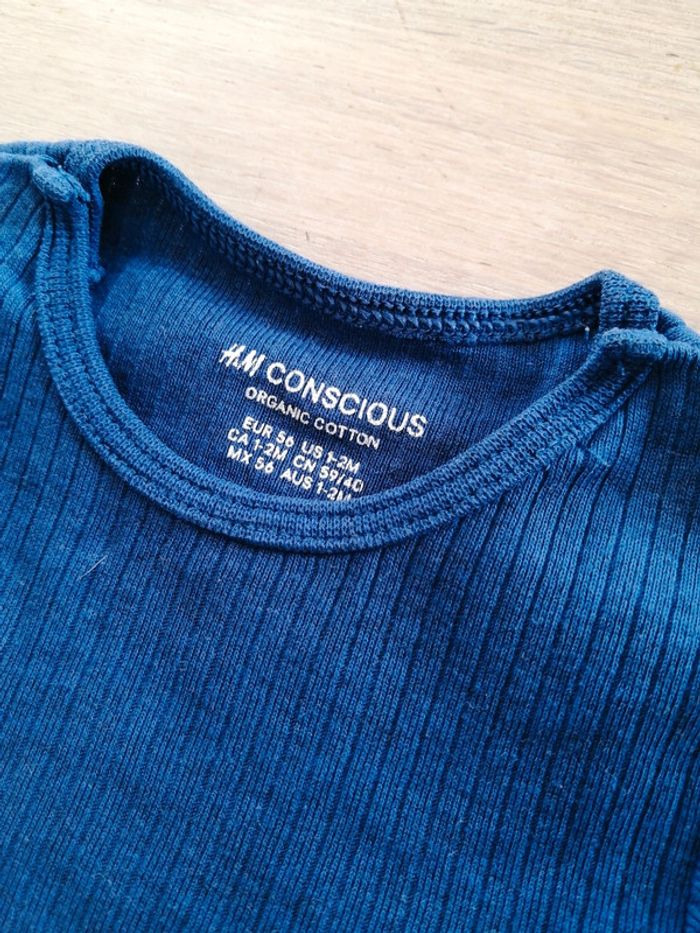 H&M CONSCIOUS
ORGANIC COTTON
EUR 56 US 1-2M
CA 1-2M CN 59/40
MX 56 AUS 1-2M